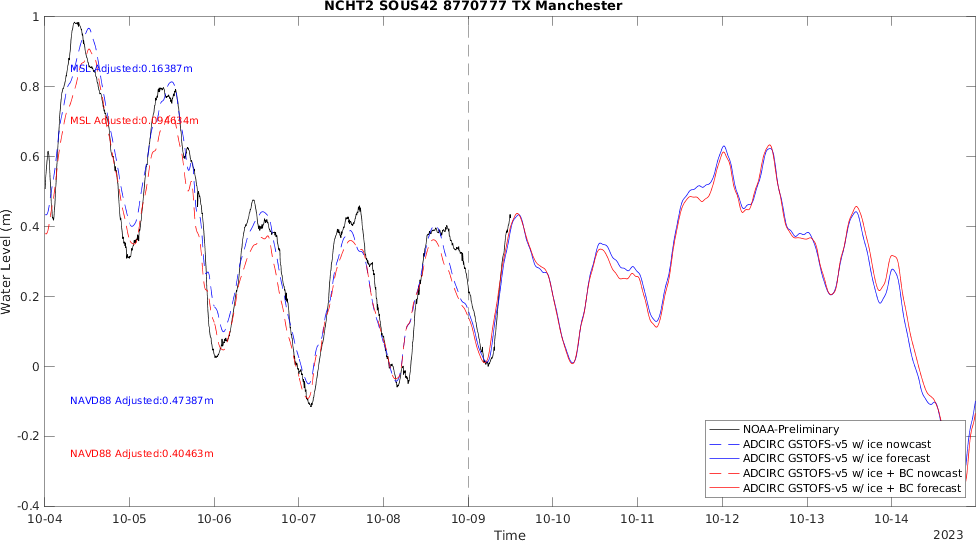 NCHT2 SOUS42 8770777 TX Manchester
1
0.8
0.6
0.4
0.2
0
-0.2
-0.4
Water Level (m)
MSL Adjusted:0.16387m
MSL Adjusted:0.094634m
NAVD88 Adjusted:0.47387m
NAVD88 Adjusted:0.40463m
NOAA-Preliminary
ADCIRC GSTOFS-v5 w/ ice nowcast
ADCIRC GSTOFS-v5 w/ ice forecast
ADCIRC GSTOFS-v5 w/ ice + BC nowcast
ADCIRC GSTOFS-v5 w/ ice + BC forecast
10-04 10-05 10-06 10-07 10-08 10-09 10-10 10-11 10-12 10-13 10-14
Time
2023